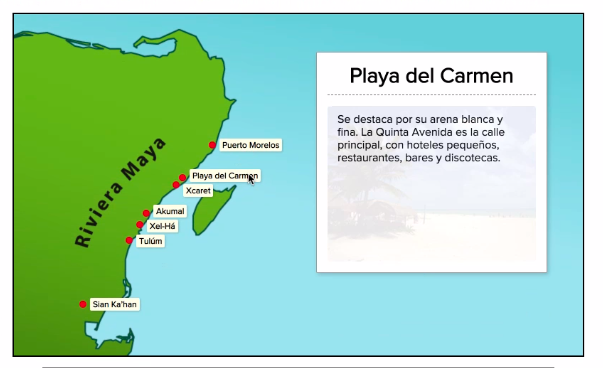 Playa del Carmen
Se destaca por su arena blanca y
fina. La Quinta Avenida es la calle
principal, con hoteles pequeños,
restaurantes, bares y discotecas.
Riviera Maya
Puerto Morelos
Playa del Carmen
Xcaret
Akumal
Xel-Há
Tulúm
Sian Ka'han